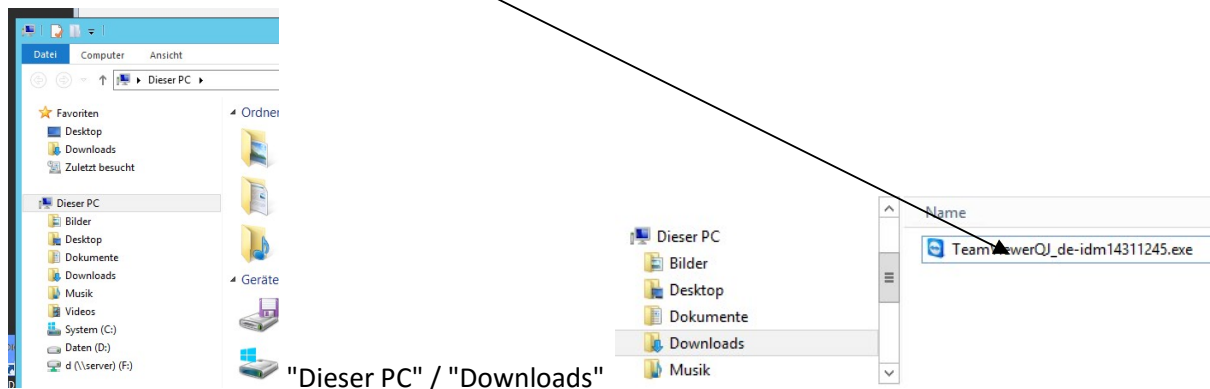 Datei Computer Ansicht
Dieser PC
Favoriten
Desktop
Downloads
Zuletzt besucht
Dieser PC
Bilder
Desktop
Dokumente
Downloads
Musik
Videos
System (C:)
Daten (D:)
d (\\server) (F:)
Ordner
Geräte
"Dieser PC" / "Downloads"
Dieser PC
Bilder
Desktop
Dokumente
Downloads
Musik
Name
TeamViewerQJ_de-idm14311245.exe